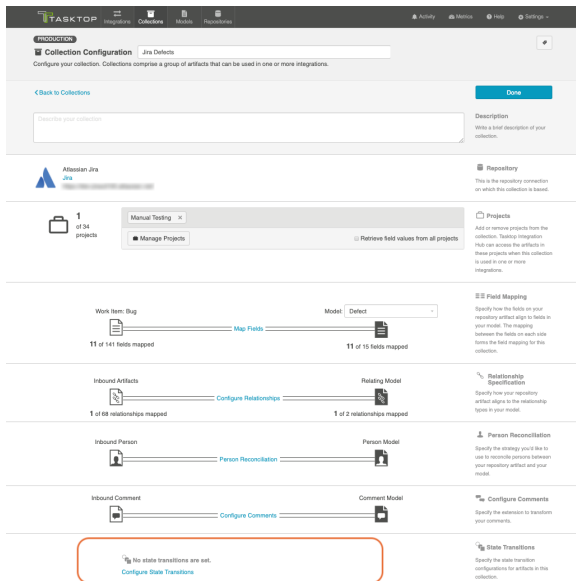 TASKTOP
Integrations
Collections
Models
Repositories
Activity
Metrics
Help
Settings
PRODUCTION
Collection Configuration
Jira Defects
Configure your collection. Collections comprise a group of artifacts that can be used in one or more integrations.
Back to Collections
Done
Describe your collection
Description
Write a brief description of your
collection.
Atlassian Jira
Jira
Repository
This is the repository connection
on which this collection is based.
1
of 34
projects
Manual Testing ×
Manage Projects
Retrieve field values from all projects
Projects
Add or remove projects from the
collection. Tasktop Integration
Hub can access the artifacts in
these projects when this collection
is used in one or more
integrations.
Work Item: Bug
Model: Defect
Map Fields
11 of 141 fields mapped
11 of 15 fields mapped
Field Mapping
Specify how the fields on your
repository artifact align to fields in
your model. The mapping
between the fields on each side
forms the field mapping for this
collection.
Inbound Artifacts
Relating Model
Configure Relationships
1 of 68 relationships mapped
1 of 2 relationships mapped
Relationship
Specification
Specify how your repository
artifact aligns to the relationship
types in your model.
Inbound Person
Person Model
Person Reconciliation
Person Reconciliation
Specify the strategy you'd like to
use to reconcile persons between
your repository artifact and your
model.
Inbound Comment
Comment Model
Configure Comments
Configure Comments
Specify the extension to transform
your comments.
No state transitions are set.
Configure State Transitions
State Transitions
Specify the state transition
configurations for artifacts in this
collection.